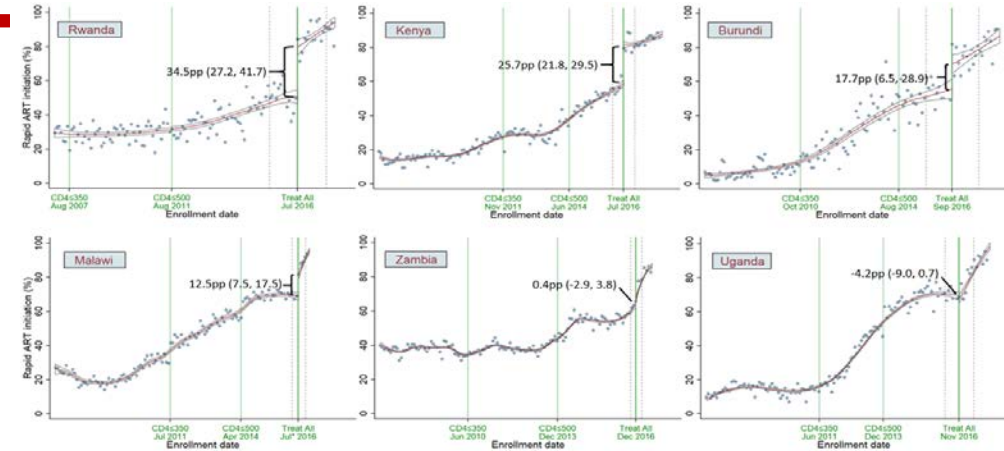 Rwanda
Kenya
Burundi
Rapid ART initiation (%)
0 20 40 60 80 100
0 20 40 60 80 100
0 20 40 60 80 100
34.5pp (27.2, 41.7)
25.7pp (21.8, 29.5)
17.7pp (6.5, -28.9)
CD4≤350 CD4≤500 Treat All
Aug 2007 Aug 2011 Jul 2016
Enrollment date
CD4≤350 CD4≤500 Treat All
Nov 2011 Jun 2014 Jul 2016
Enrollment date
CD4≤350 CD4≤500 Treat All
Oct 2010 Aug 2014 Sep 2016
Enrollment date
Malawi
Zambia
Uganda
Rapid ART initiation (%)
0 20 40 60 80 100
0 20 40 60 80 100
0 20 40 60 80 100
12.5pp (7.5, 17.5)
0.4pp (-2.9, 3.8)
-4.2pp (-9.0, 0.7)
CD4≤350 CD4≤500 Treat All
Jul 2011 Apr 2014 Jul* 2016
Enrollment date
CD4≤350 CD4≤500 Treat All
Jun 2010 Dec 2013 Dec 2016
Enrollment date
CD4≤350 CD4≤500 Treat All
Jun 2011 Dec 2013 Nov 2016
Enrollment date